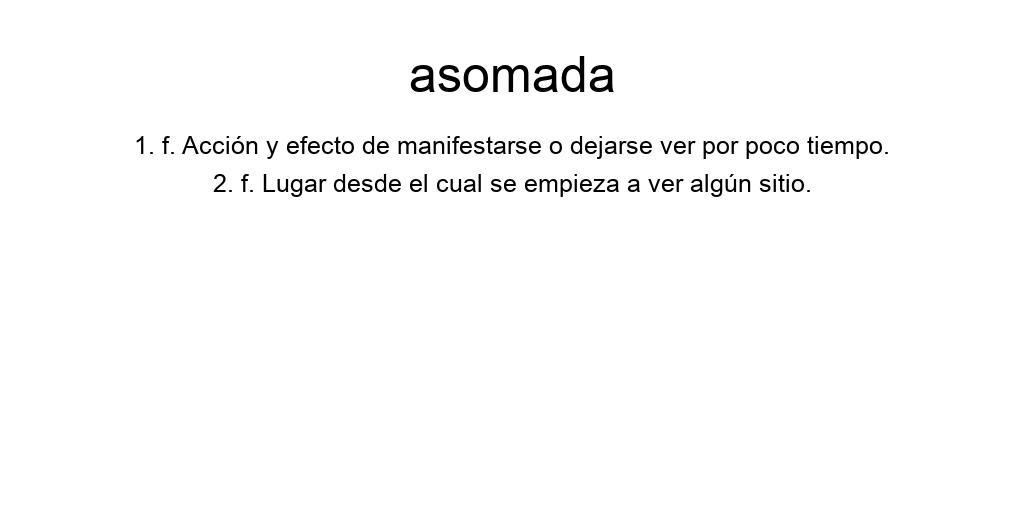 asomada
1. f. Acción y efecto de manifestarse o dejarse ver por poco tiempo.
2. f. Lugar desde el cual se empieza a ver algún sitio.